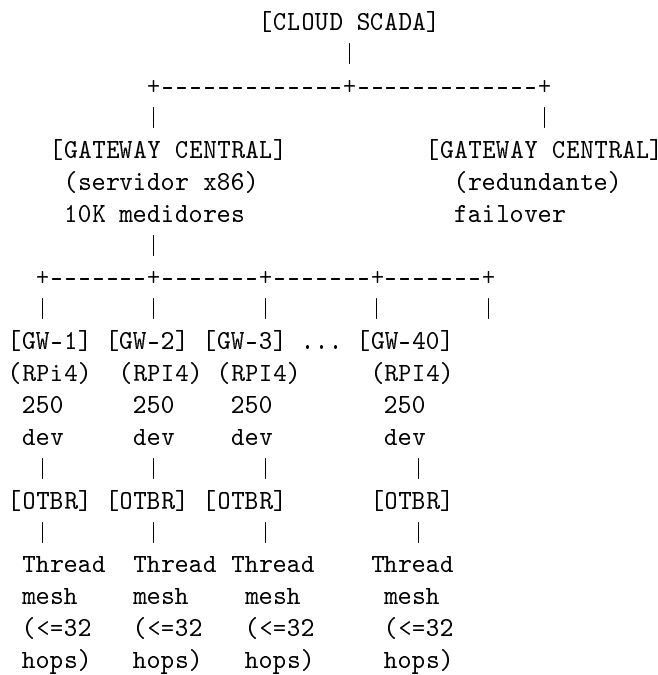 [CLOUD SCADA]
|
+-------------+-------------+
| |
[GATEWAY CENTRAL] [GATEWAY CENTRAL]
(servidor x86) (redundante)
10K medidores failover
|
+-------+-------+-------+-------+
| | | | |
[GW-1] [GW-2] [GW-3] ... [GW-40]
(RPi4) (RPI4) (RPI4) (RPI4)
250 250 250 250
dev dev dev dev
| | | |
[OTBR] [OTBR] [OTBR] [OTBR]
| | | |
Thread Thread Thread Thread
mesh mesh mesh mesh
(<=32 (<=32 (<=32 (<=32
hops) hops) hops) hops)